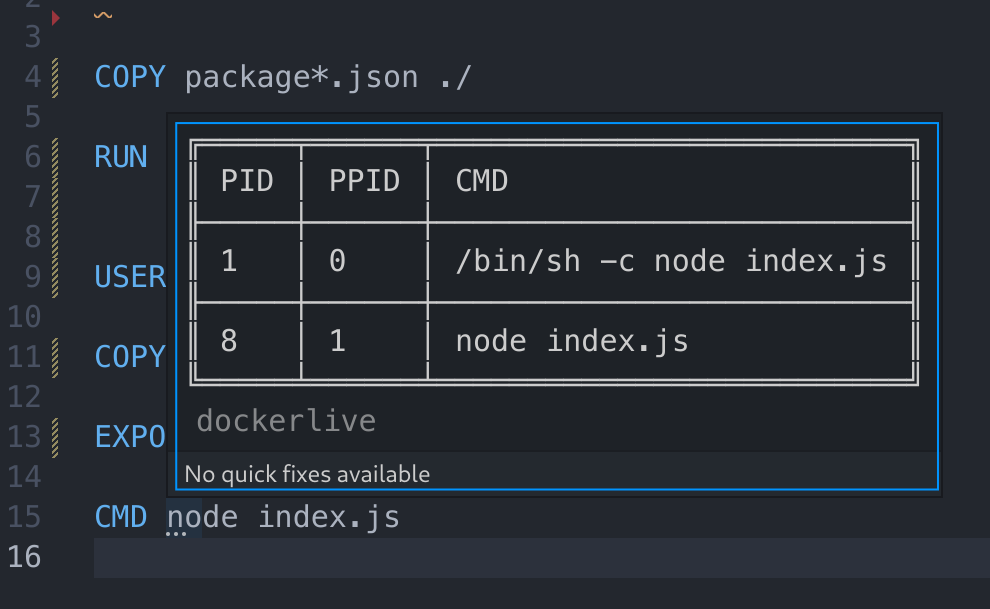 2
3
4 COPY package*.json ./
5
6 RUN
7
8
9 USER
10
11 COPY
12
13 EXPO
14
15 CMD node index.js
16
PID PPID CMD
1 0 /bin/sh -c node index.js
8 1 node index.js
dockerlive
No quick fixes available